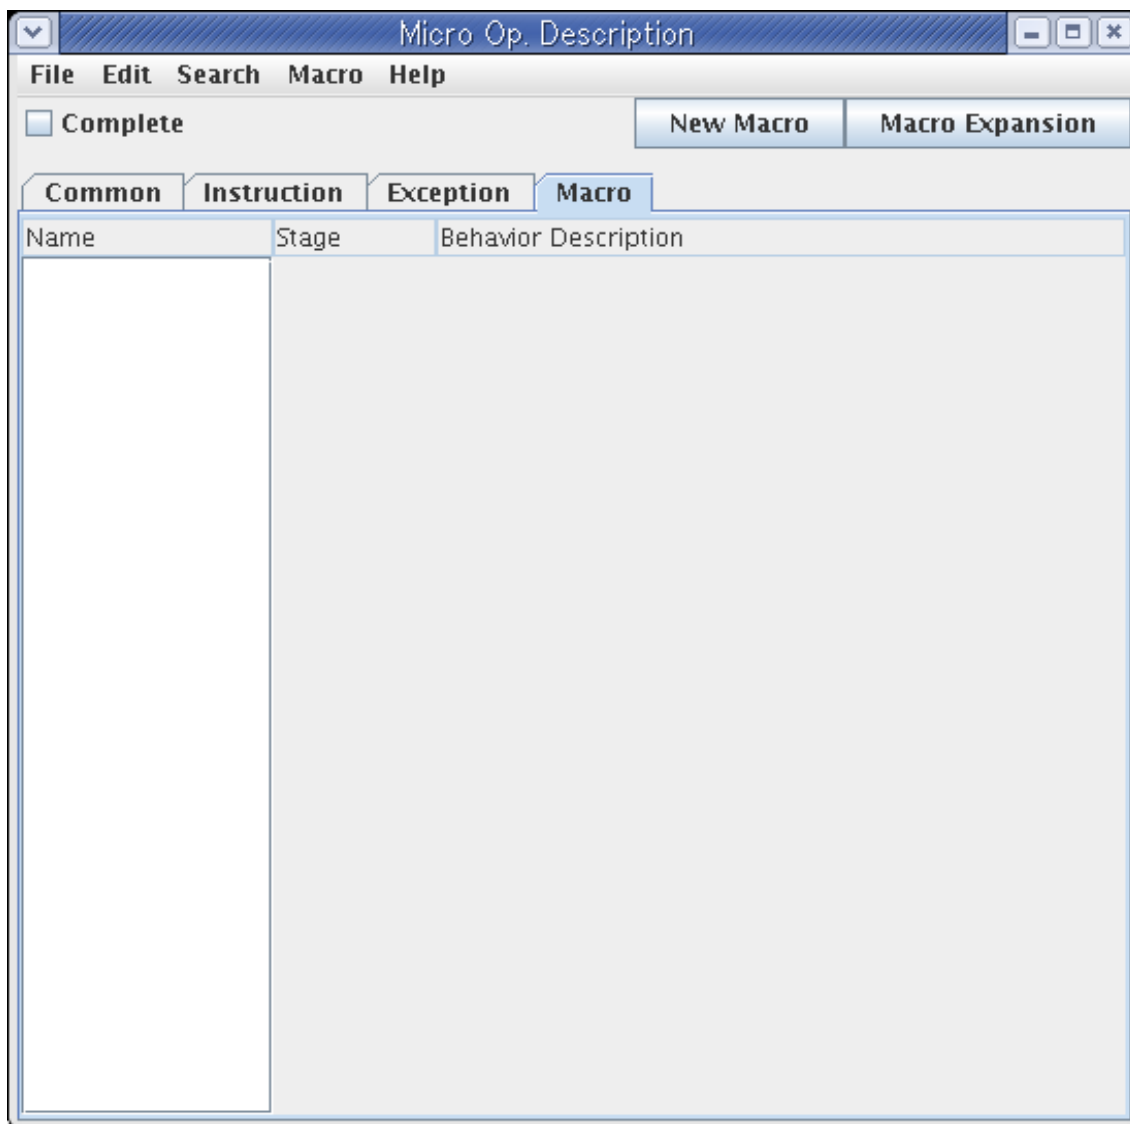 Micro Op. Description
File Edit Search Macro Help
Complete New Macro Macro Expansion
Common Instruction Exception Macro
Name Stage Behavior Description